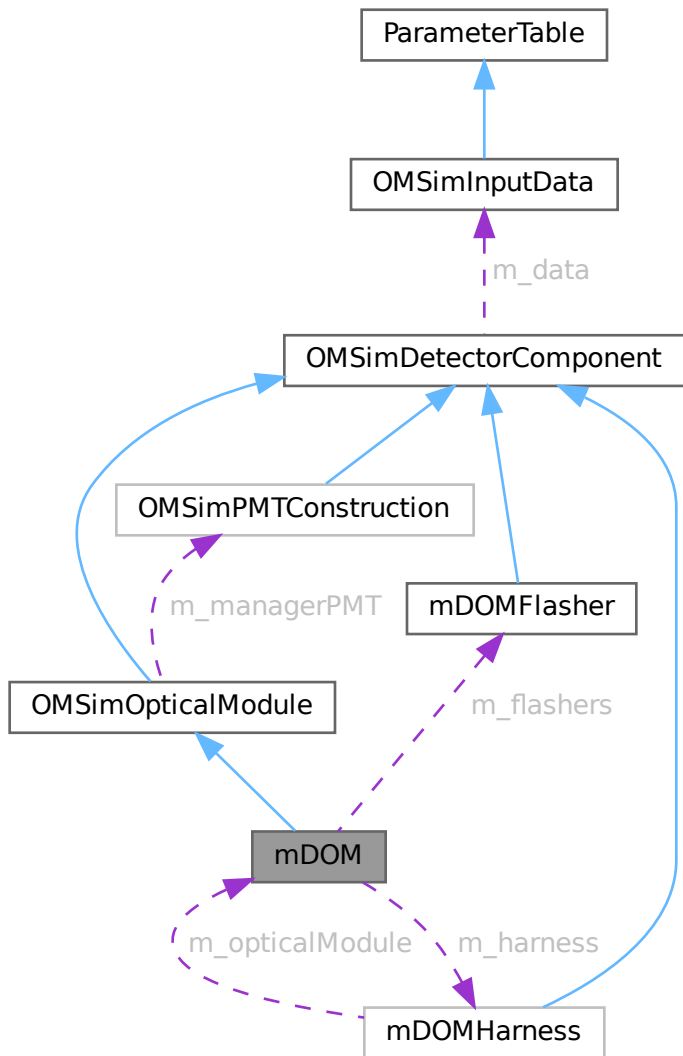 ParameterTable
OMSimInputData
m_data
OMSimDetectorComponent
OMSimPMTConstruction
m_managerPMT
mDOMFlasher
OMSimOpticalModule
m_flashers
mDOM
m_opticalModule
m_harness
mDOMHarness